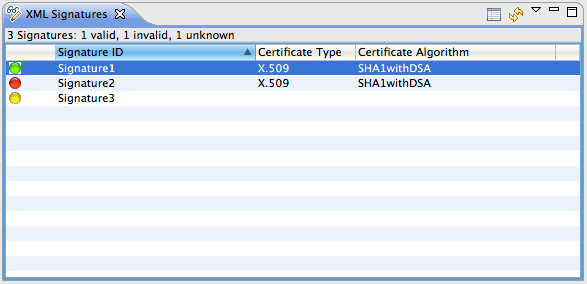 XML Signatures
3 Signatures: 1 valid, 1 invalid, 1 unknown
Signature ID Certificate Type Certificate Algorithm
Signature1 X.509 SHA1withDSA
Signature2 X.509 SHA1withDSA
Signature3